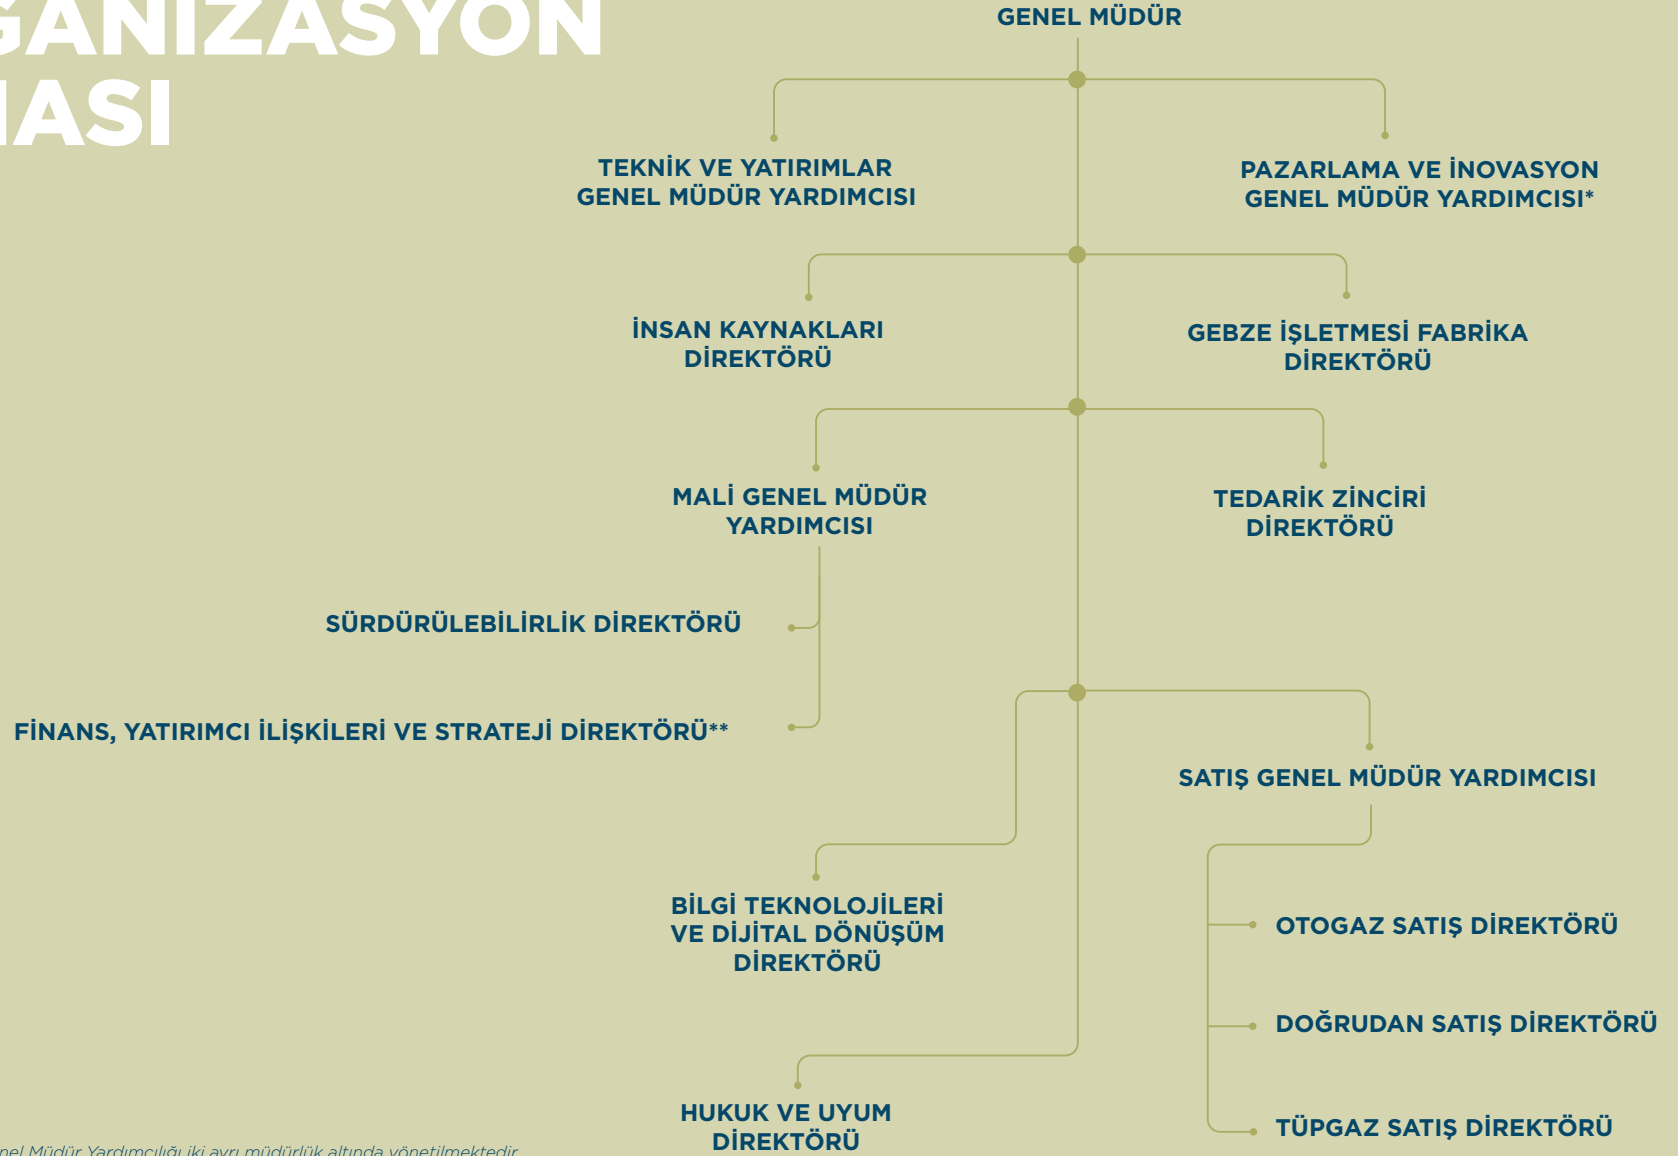 GENEL MÜDÜR
TEKNİK VE YATIRIMLAR
GENEL MÜDÜR YARDIMCISI
PAZARLAMA VE İNOVASYON
GENEL MÜDÜR YARDIMCISI*
İNSAN KAYNAKLARI
DİREKTÖRÜ
GEBZE İŞLETMESİ FABRİKA
DİREKTÖRÜ
MALİ GENEL MÜDÜR
YARDIMCISI
TEDARİK ZİNCİRİ
DİREKTÖRÜ
SÜRDÜRÜLEBİLİRLİK DİREKTÖRÜ
FİNANS, YATIRIMCI İLİŞKİLERİ VE STRATEJİ DİREKTÖRÜ**
SATIŞ GENEL MÜDÜR YARDIMCISI
BİLGİ TEKNOLOJİLERİ
VE DİJİTAL DÖNÜŞÜM
DİREKTÖRÜ
OTOGAZ SATIŞ DİREKTÖRÜ
DOĞRUDAN SATIŞ DİREKTÖRÜ
TÜPGAZ SATIŞ DİREKTÖRÜ
HUKUK VE UYUM
DİREKTÖRÜ
Müdür Yardımcılığı iki ayrı müdürlük altında yönetilmektedir